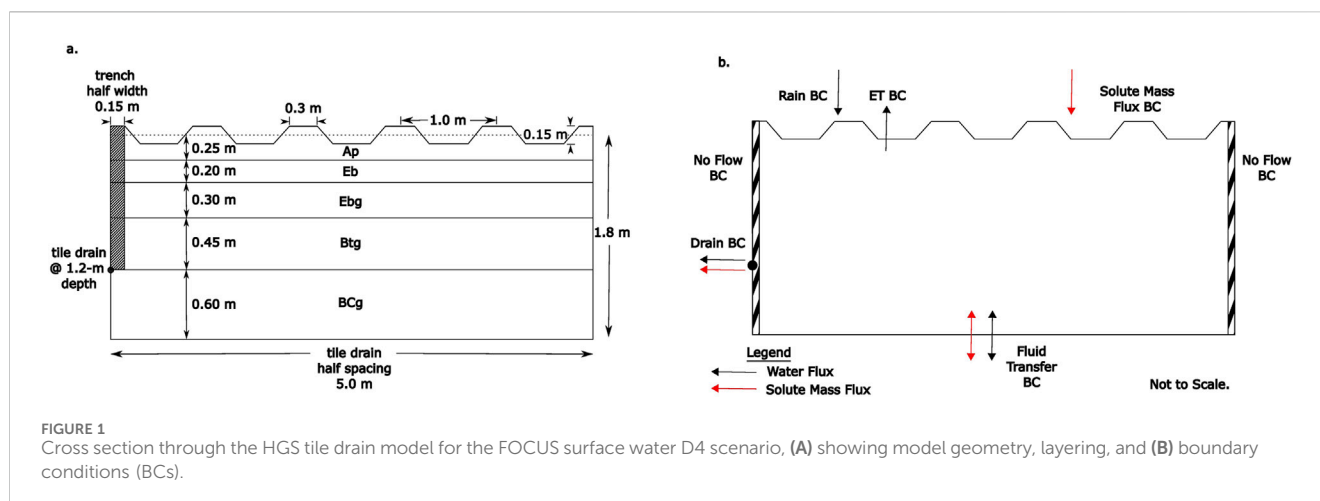 a.
trench
half width
0.15 m
0.3 m
1.0 m
0.15 m
0.25 m
Ap
0.20 m
Eb
0.30 m
Ebg
0.45 m
Btg
1.8 m
tile drain
@ 1.2-m
depth
0.60 m
BCg
tile drain
half spacing
5.0 m
b.
Rain BC
ET BC
Solute Mass
Flux BC
No Flow
BC
No Flow
BC
Drain BC
Legend
Water Flux
Solute Mass Flux
Fluid
Transfer
BC
Not to Scale.
FIGURE 1
Cross section through the HGS tile drain model for the FOCUS surface water D4 scenario, (A) showing model geometry, layering, and (B) boundary
conditions (BCs).